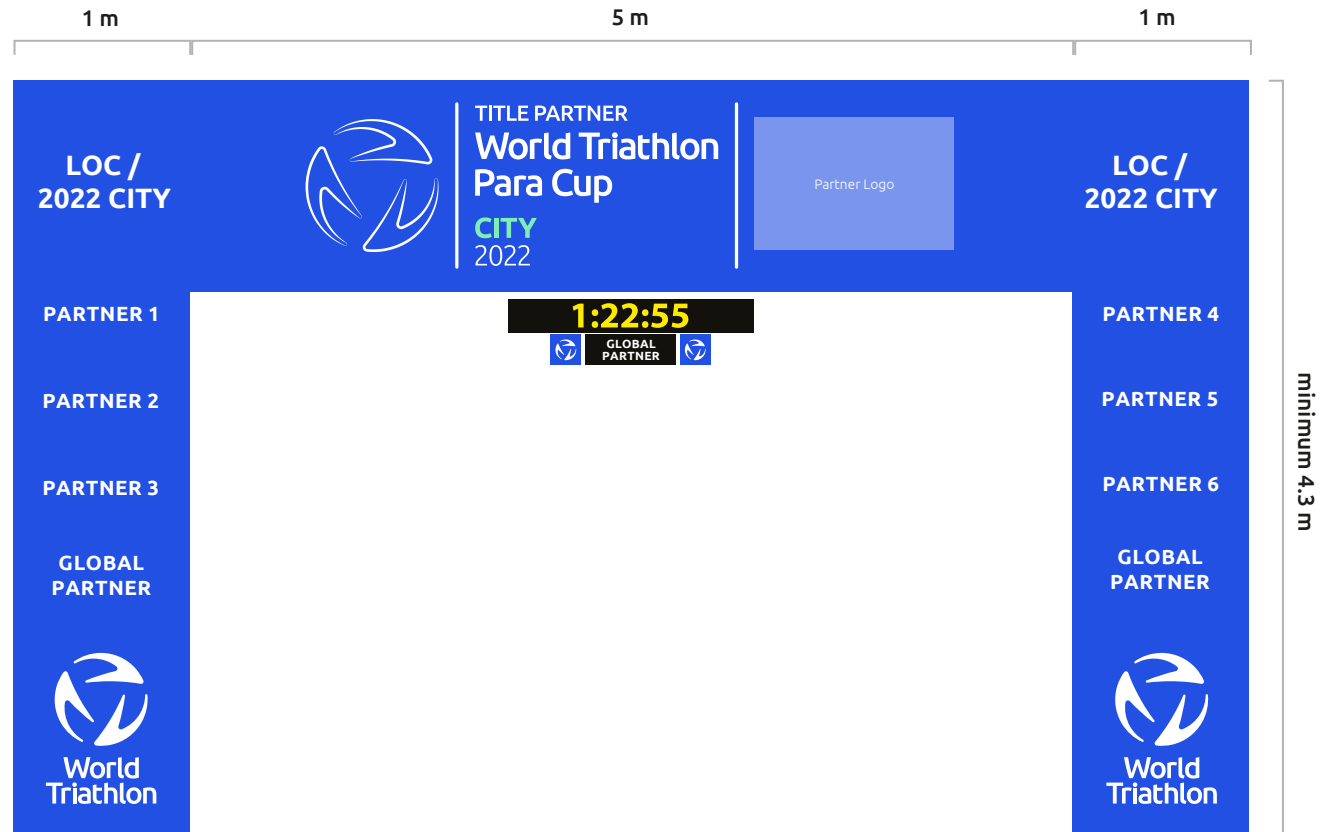 1 m
5 m
1 m
LOC /
2022 CITY
TITLE PARTNER
World Triathlon
Para Cup
CITY
2022
Partner Logo
LOC /
2022 CITY
PARTNER 1
PARTNER 2
PARTNER 3
GLOBAL
PARTNER
World
Triathlon
1:22:55
GLOBAL
PARTNER
PARTNER 4
PARTNER 5
PARTNER 6
GLOBAL
PARTNER
World
Triathlon
minimum 4.3 m